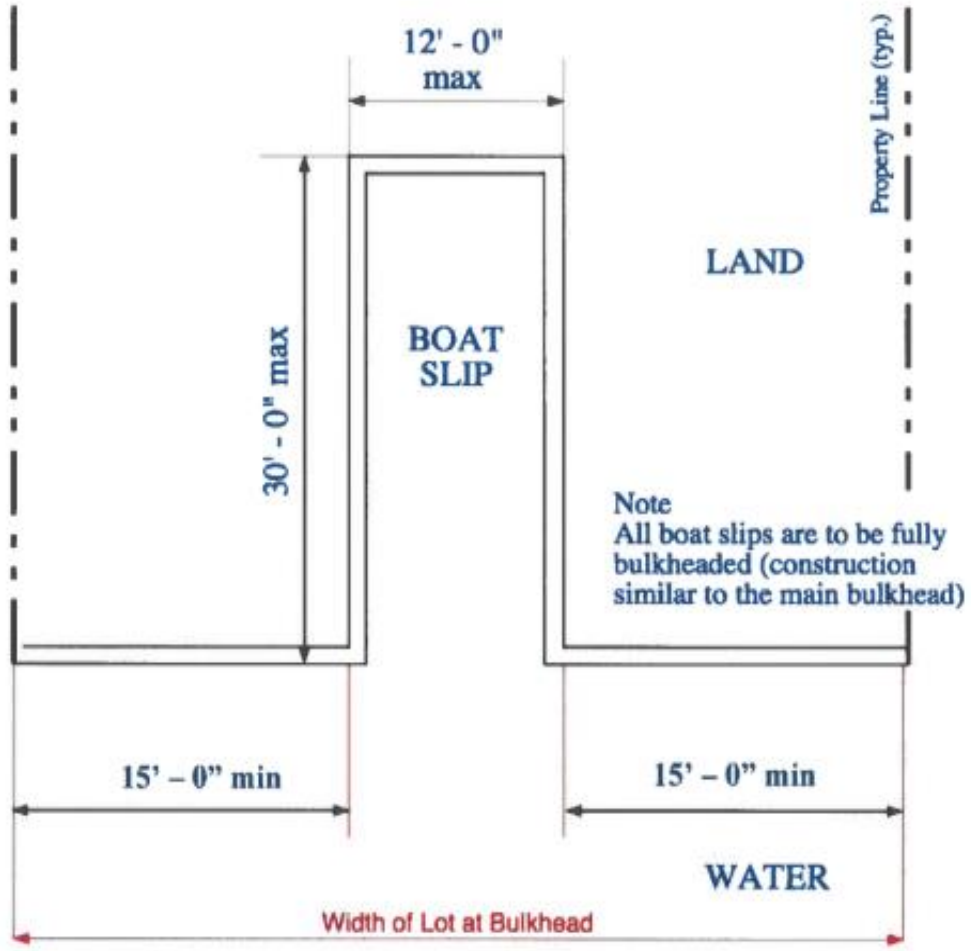 12' - 0"
max
Property Line (typ.)
LAND
BOAT
SLIP
30' - 0" max
Note
All boat slips are to be fully
bulkheaded (construction
similar to the main bulkhead)
15' – 0” min
15' – 0” min
WATER
Width of Lot at Bulkhead